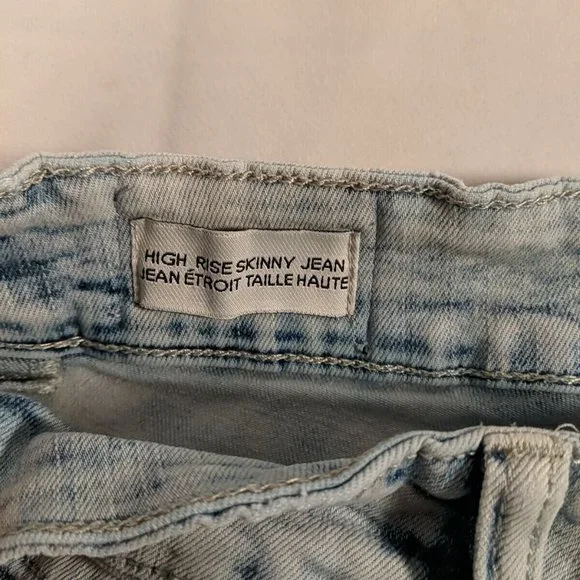 HIGH RISE SKINNY JEAN
JEAN ÉTROIT TAILLE HAUTE